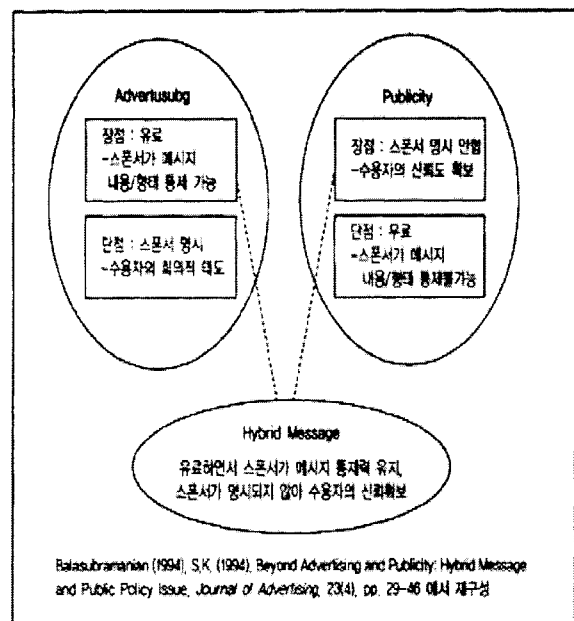 Advertusubg
장점 : 유료
-스폰서가 메시지
내용/형태 통제 가능
단점 : 스폰서 명시
-수용자의 회의적 태도
Publicity
장점 : 스폰서 명시 안함
-수용자의 신뢰도 확보
단점 : 무료
-스폰서가 메시지
내용/형태 통제불가능
Hybrid Message
유료하면서 스폰서가 메시지 통제력 유지,
스폰서가 명시되지 않아 수용자의 신뢰확보
Balasubramanian (1994), S.K. (1994), Beyond Advertising and Publicity: Hybrid Message
and Public Policy Issue, Journal of Advertising, 23(4), pp. 29-46 에서 재구성